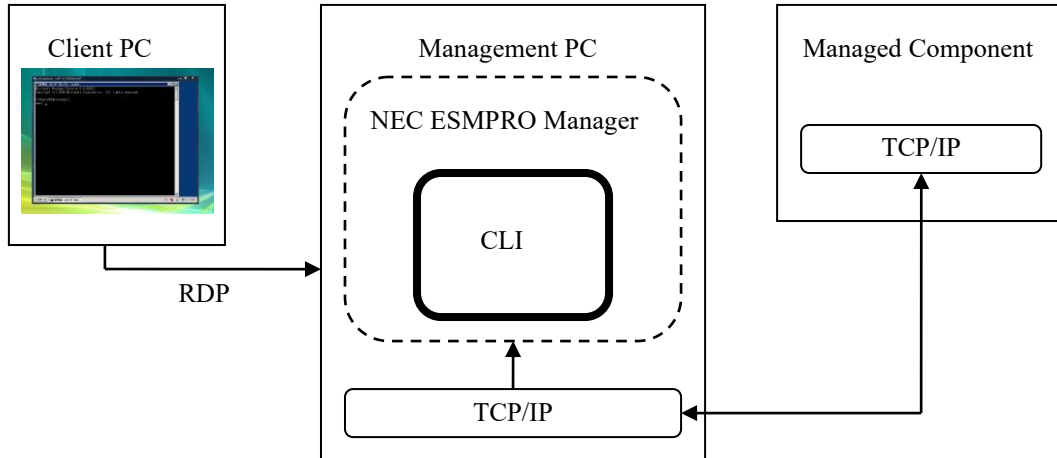 Client PC
Management PC
Managed Component
NEC ESMPRO Manager
TCP/IP
CLI
RDP
TCP/IP